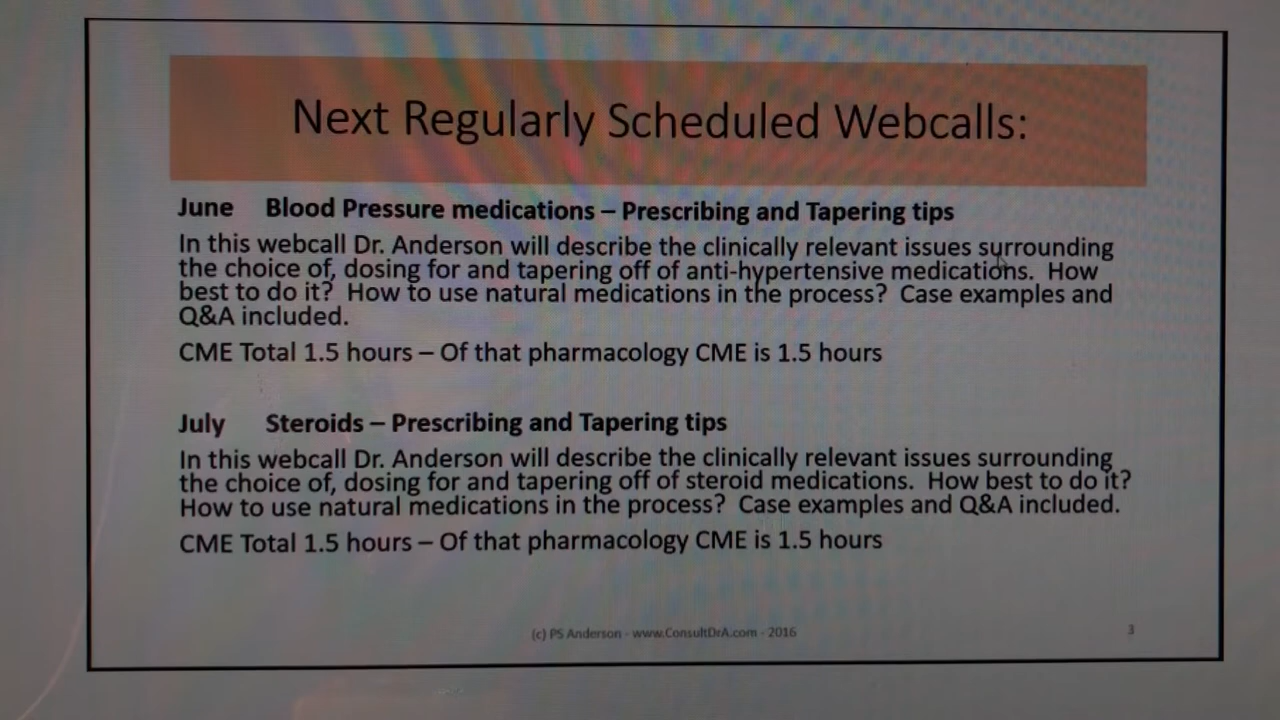 Next Regularly Scheduled Webcalls:
June Blood Pressure medications – Prescribing and Tapering tips
In this webcall Dr. Anderson will describe the clinically relevant issues surrounding
the choice of, dosing for and tapering off of anti-hypertensive medications. How
best to do it? How to use natural medications in the process? Case examples and
Q&A included.
CME Total 1.5 hours – Of that pharmacology CME is 1.5 hours
July Steroids – Prescribing and Tapering tips
In this webcall Dr. Anderson will describe the clinically relevant issues surrounding
the choice of, dosing for and tapering off of steroid medications. How best to do it?
How to use natural medications in the process? Case examples and Q&A included.
CME Total 1.5 hours – Of that pharmacology CME is 1.5 hours
(c) PS Anderson - www.ConsultDrA.com - 2016
3